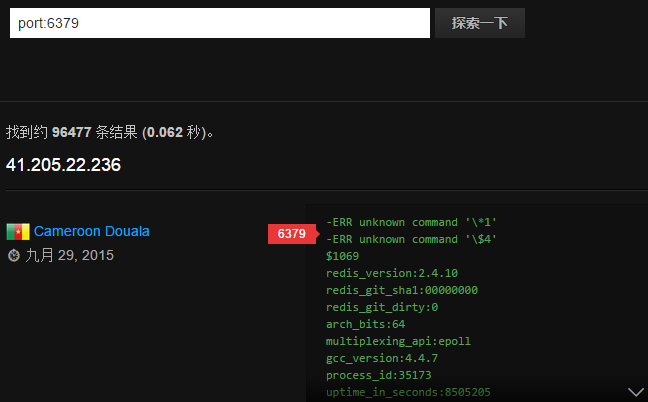 port:6379
探索一下
找到约 96477 条结果 (0.062 秒)。
41.205.22.236
Cameroon Douala
九月 29, 2015
6379
-ERR unknown command '\*1'
-ERR unknown command '\$4'
$1069
redis_version:2.4.10
redis_git_sha1:00000000
redis_git_dirty:0
arch_bits:64
multiplexing_api:epoll
gcc_version:4.4.7
process_id:35173
uptime_in_seconds:8505205